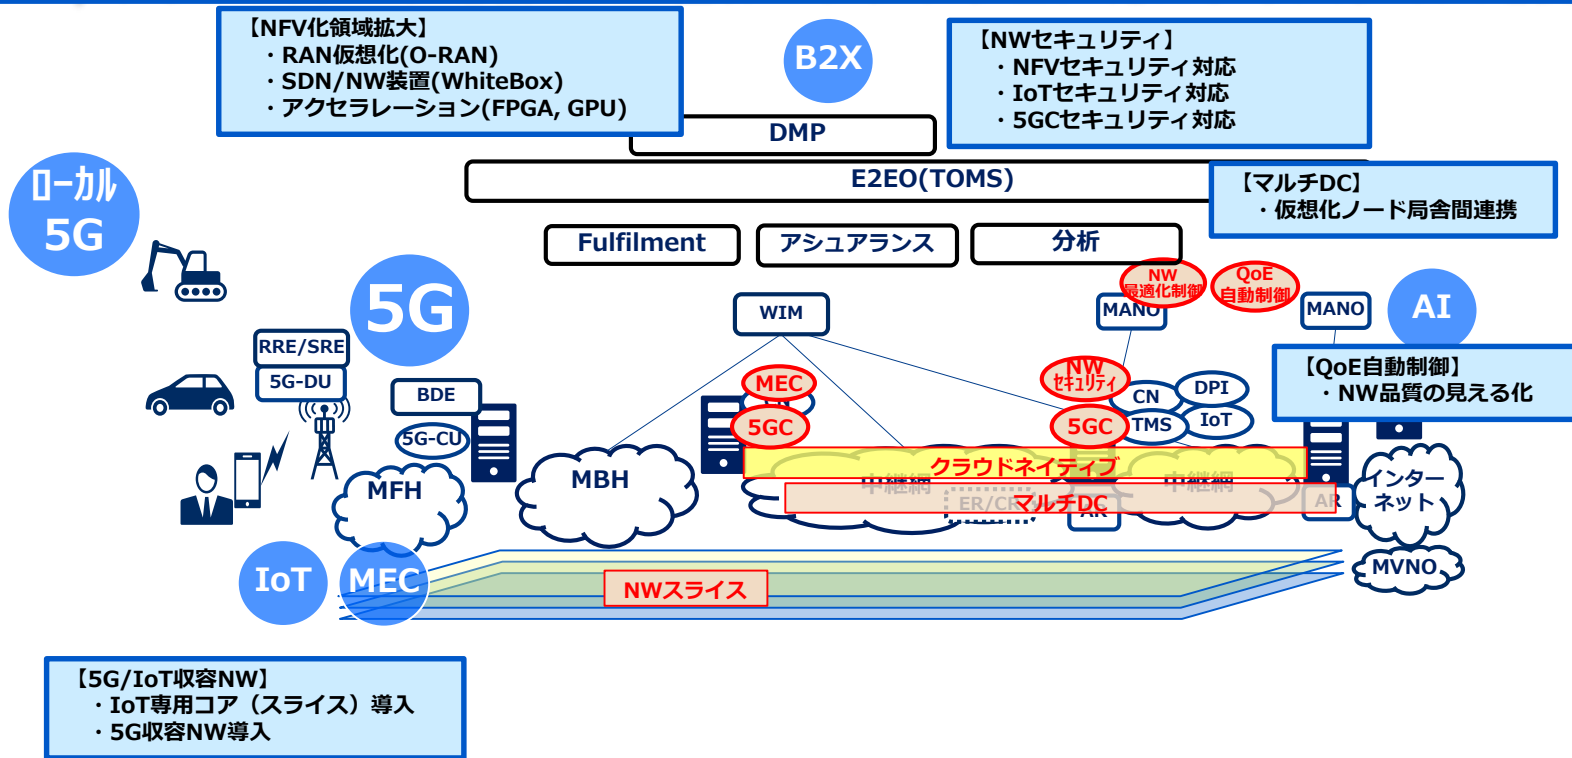 【NFV化領域拡大】
・RAN仮想化(O-RAN)
・SDN/NW装置(WhiteBox)
・アクセラレーション(FPGA, GPU)
B2X
【NWセキュリティ】
・NFVセキュリティ対応
・IoTセキュリティ対応
・5GCセキュリティ対応
DMP
E2EO(TOMS)
【マルチDC】
・仮想化ノード局舎間連携
ﾛｰｶﾙ
5G
Fulfilment
アシュアランス
分析
5G
WIM
MANO
NW
最適化制御
QoE
自動制御
MANO
AI
RRE/SRE
5G-DU
BDE
5G-CU
MEC
5GC
NW
ｾｷｭﾘﾃｨ
5GC
CN
DPI
TMS
IoT
【QoE自動制御】
・NW品質の見える化
MFH
MBH
クラウドネイティブ
中継網
中継網
マルチDC
ER/CR
AR
AR
インター
ネット
MVNO
IoT
MEC
NWスライス
【5G/IoT収容NW】
・IoT専用コア（スライス）導入
・5G収容NW導入